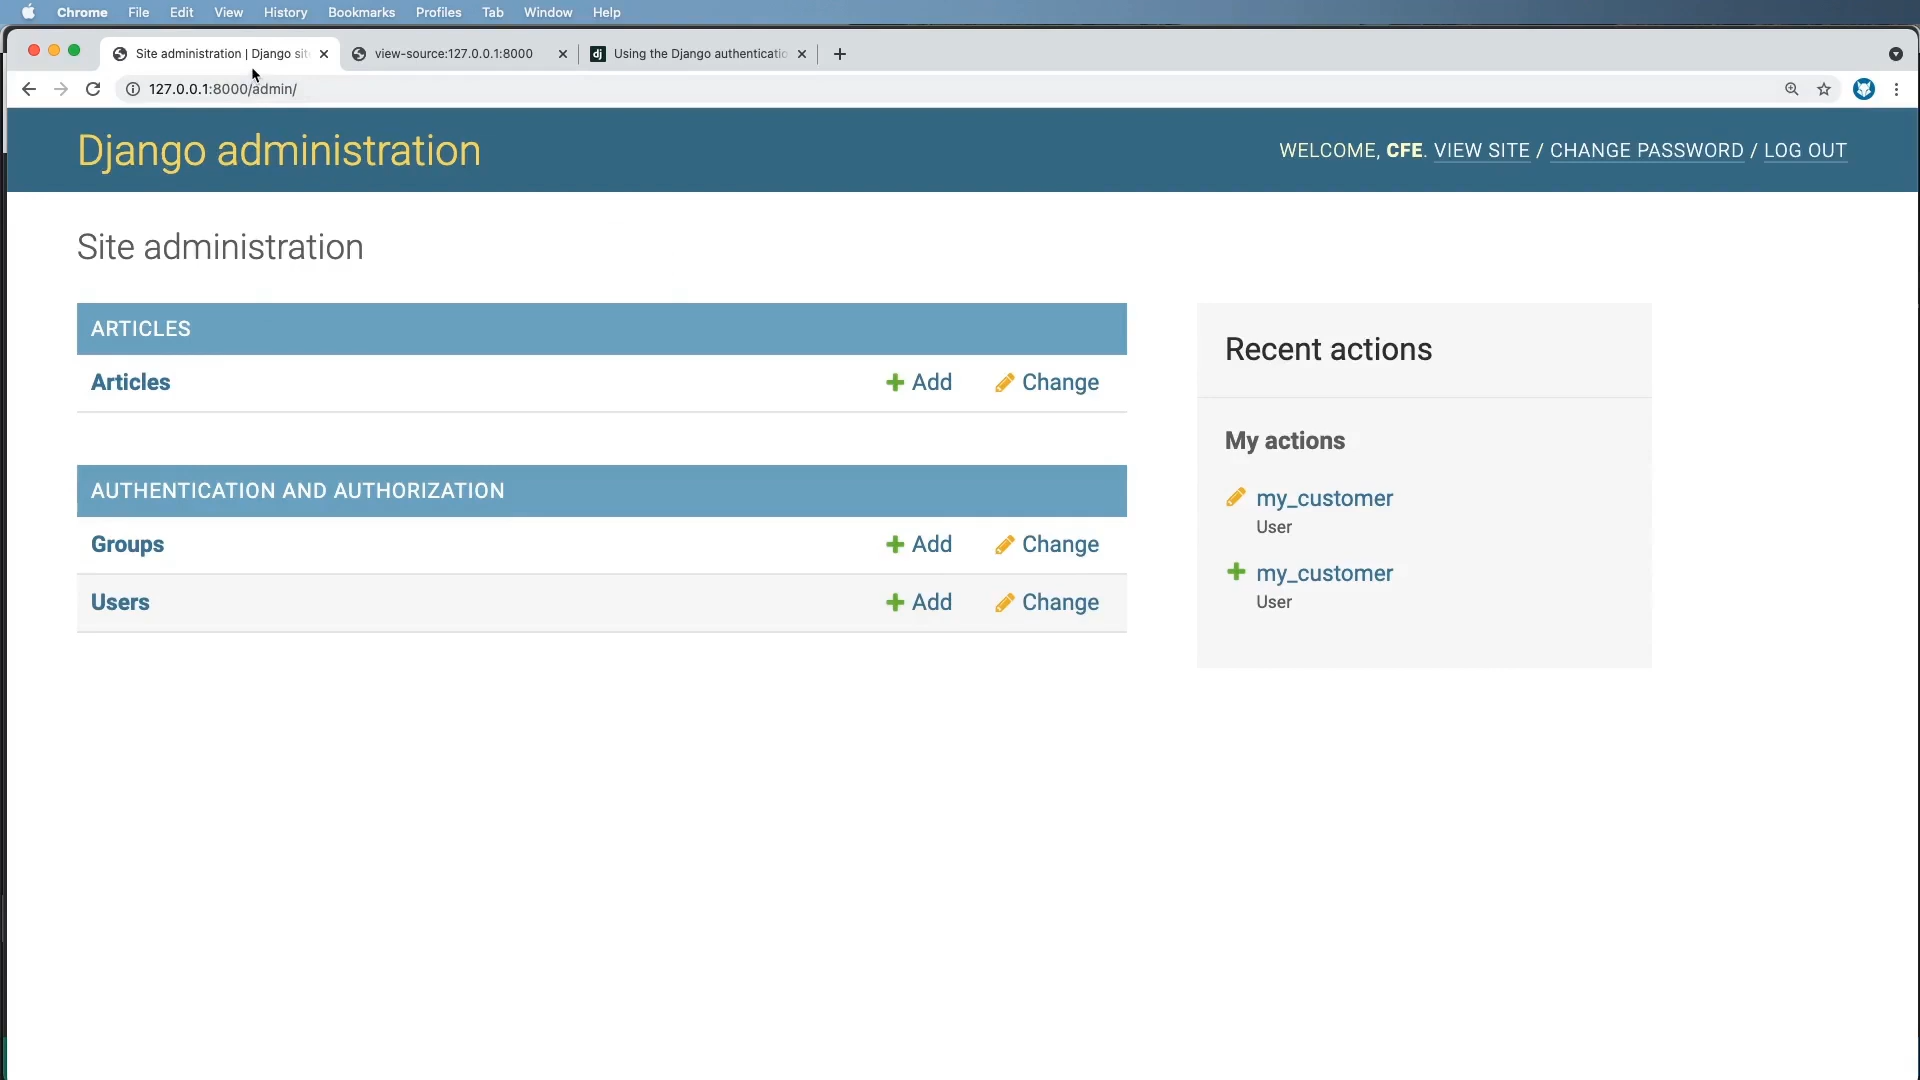 Chrome File Edit View History Bookmarks Profiles Tab Window Help
Site administration | Django sit
view-source:127.0.0.1:8000
dj Using the Django authenticatio
127.0.0.1:8000/admin/
Django administration
WELCOME, CFE. VIEW SITE / CHANGE PASSWORD / LOG OUT
Site administration
ARTICLES
Articles Add Change
AUTHENTICATION AND AUTHORIZATION
Groups Add Change
Users Add Change
Recent actions
My actions
my_customer
User
my_customer
User